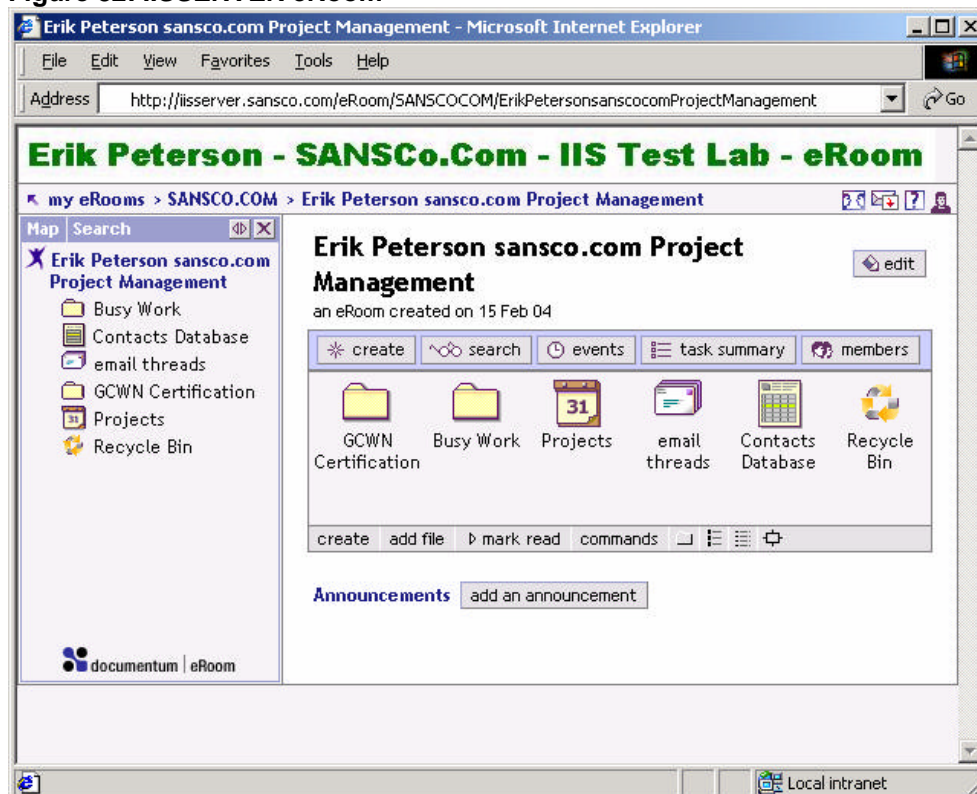 Erik Peterson sansco.com Project Management - Microsoft Internet Explorer
File Edit View Favorites Tools Help
Address http://iisserver.sansco.com/eRoom/SANSCOCOM/ErikPetersonsanscocomProjectManagement Go
Erik Peterson - SANSCo.Com - IIS Test Lab - eRoom
my eRooms > SANSCO.COM > Erik Peterson sansco.com Project Management
Map Search
Erik Peterson sansco.com
Project Management
Busy Work
Contacts Database
email threads
GCWN Certification
Projects
Recycle Bin
documentum | eRoom
Erik Peterson sansco.com Project
Management
edit
an eRoom created on 15 Feb 04
create search events task summary members
31
GCWN Certification
Busy Work
Projects
email threads
Contacts Database
Recycle Bin
create add file mark read commands
Announcements add an announcement
Local intranet